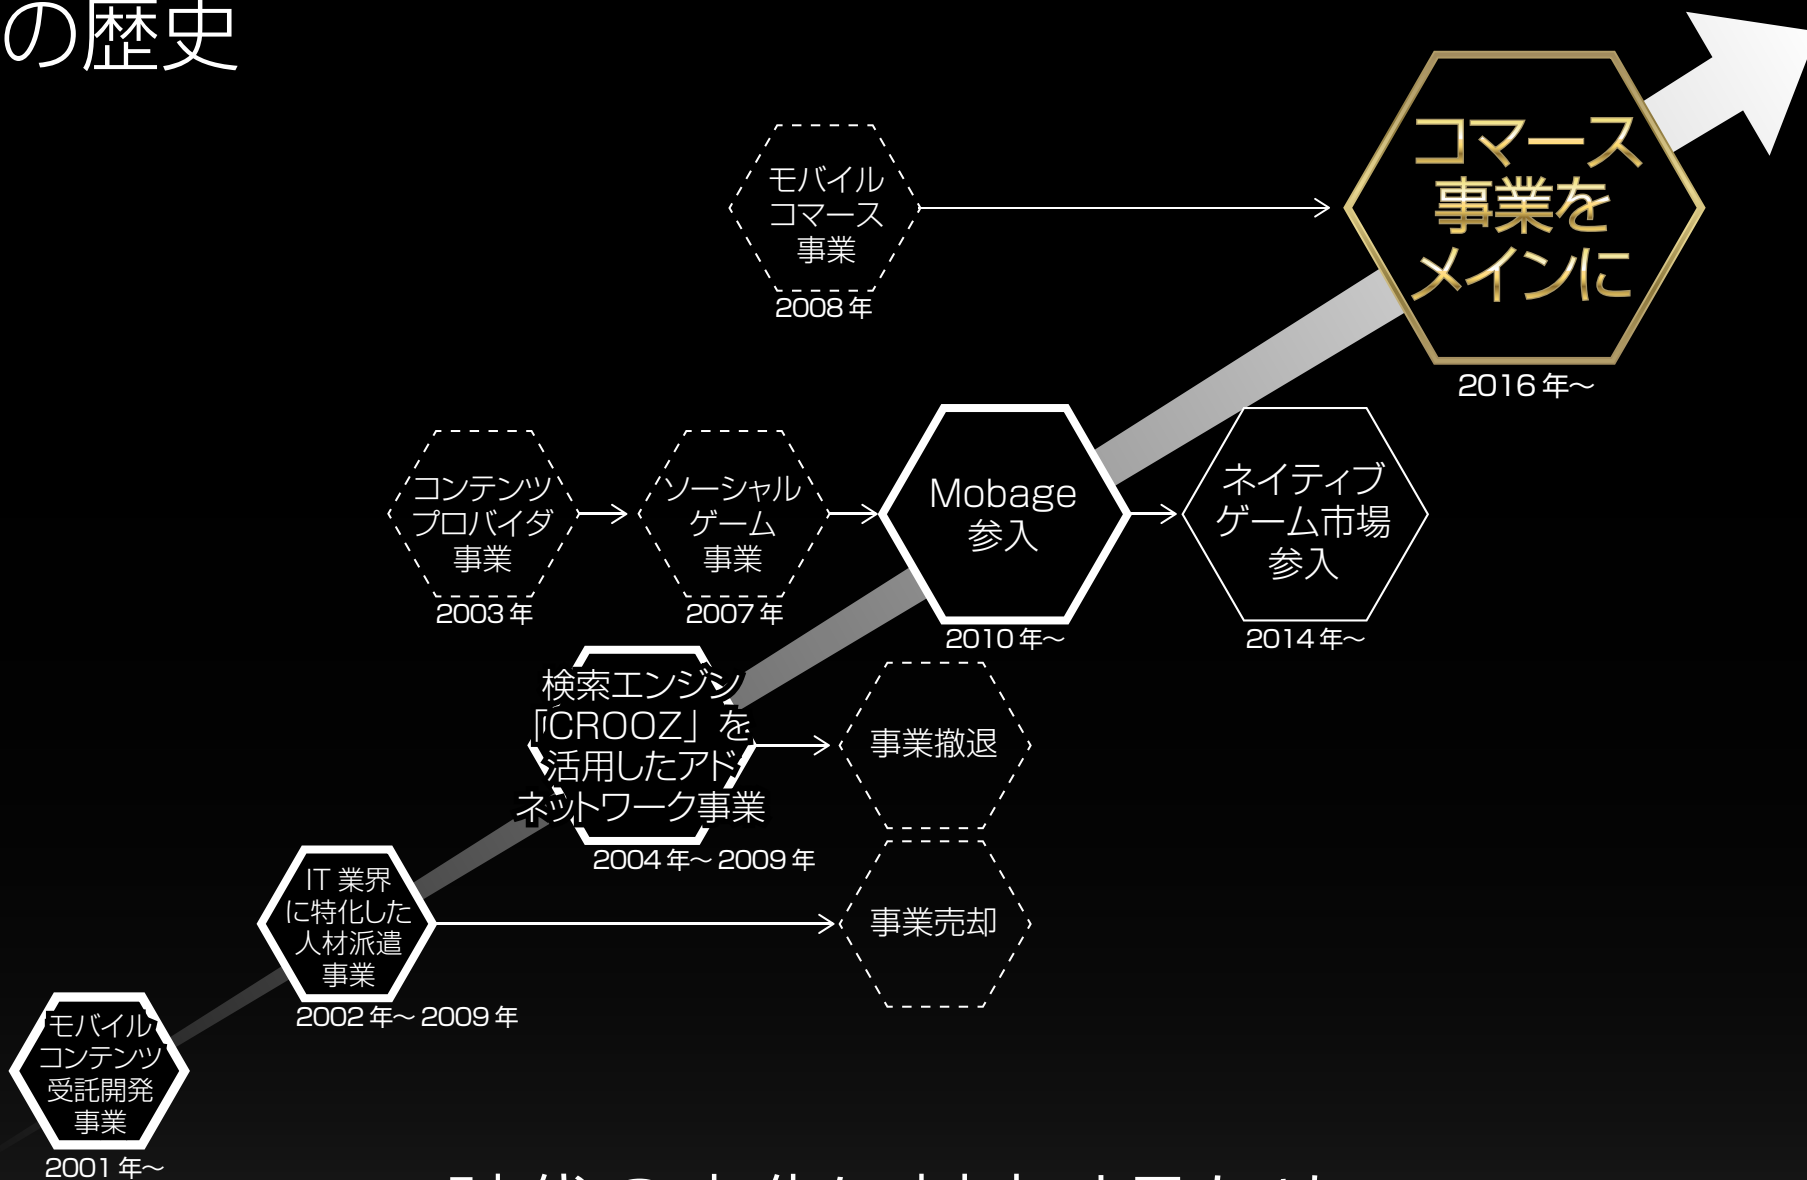 の歴史
コマース
事業を
メインに
2016年～
モバイル
コマース
事業
2008年
コンテンツ
プロバイダ
事業
2003年
ソーシャル
ゲーム
事業
2007年
Mobage
参入
2010年～
ネイティブ
ゲーム市場
参入
2014年～
検索エンジン
「CROOZ」を
活用したアド
ネットワーク事業
2004年～2009年
事業撤退
IT業界
に特化した
人材派遣
事業
2002年～2009年
事業売却
モバイル
コンテンツ
受託開発
事業
2001年～